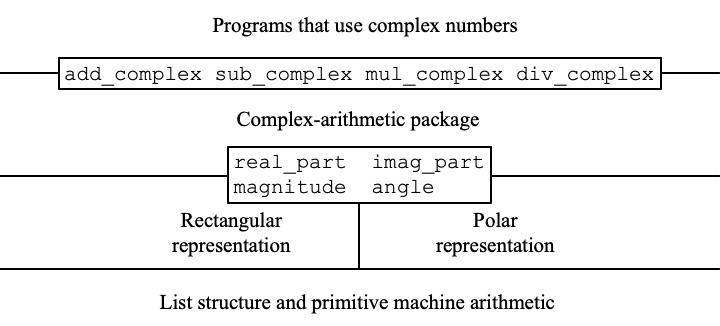 Programs that use complex numbers
add_complex sub_complex mul_complex div_complex
Complex-arithmetic package
real_part imag_part
magnitude angle
Rectangular
representation
Polar
representation
List structure and primitive machine arithmetic